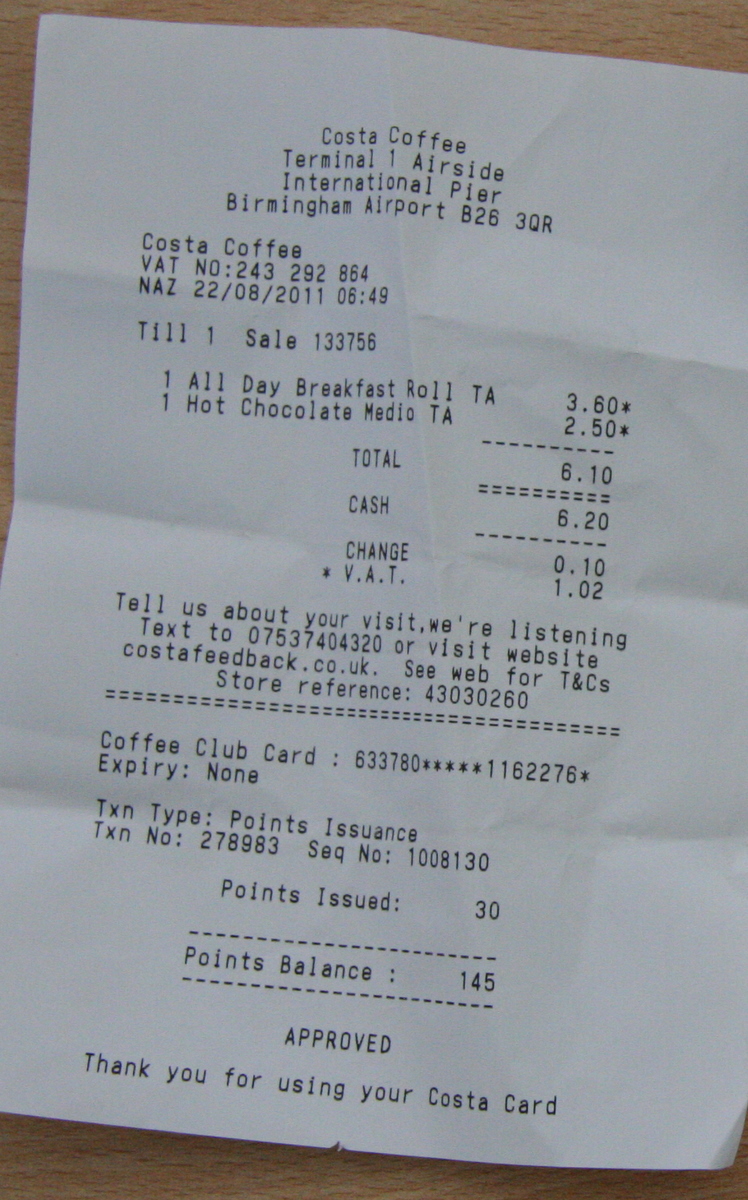 Costa Coffee
Terminal 1 Airside
International Pier
Birmingham Airport B26 3QR
Costa Coffee
VAT NO:243 292 864
NAZ 22/08/2011 06:49
Till 1 Sale 133756
1 All Day Breakfast Roll TA 3.60*
1 Hot Chocolate Medio TA 2.50*
----------
TOTAL 6.10
==========
CASH 6.20
----------
CHANGE 0.10
* V.A.T. 1.02
Tell us about your visit,we're listening
Text to 07537404320 or visit website
costafeedback.co.uk. See web for T&Cs
Store reference: 43030260
========================================
Coffee Club Card : 633780*****1162276*
Expiry: None
Txn Type: Points Issuance
Txn No: 278983 Seq No: 1008130
Points Issued: 30
------------------------
Points Balance : 145
------------------------
APPROVED
Thank you for using your Costa Card